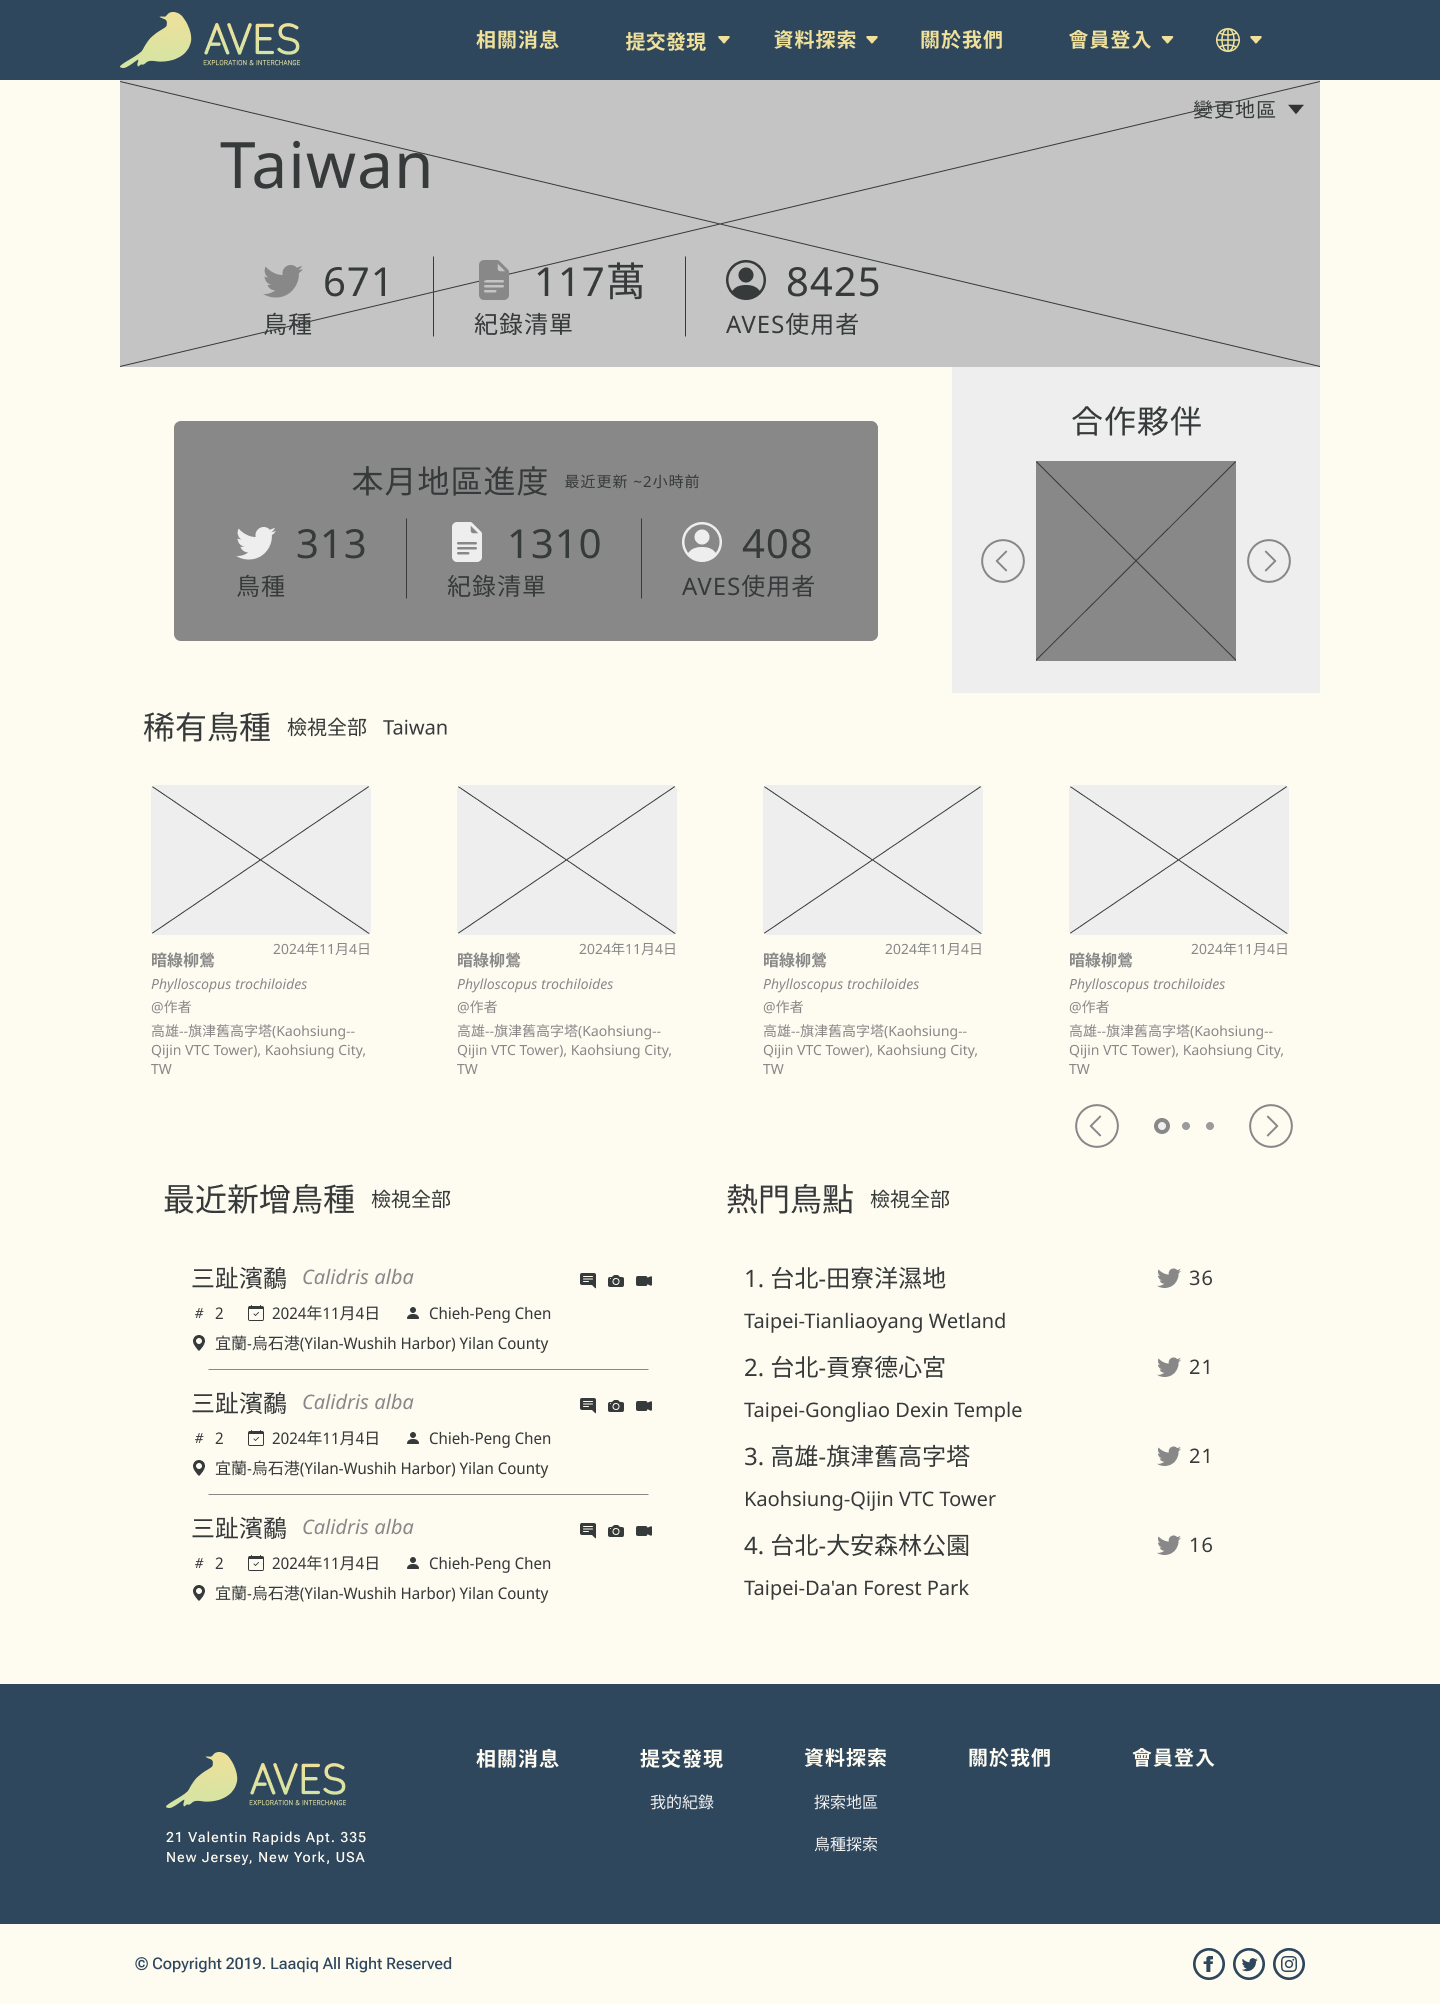 AVES
EXPLORATION & INTERCHANGE
相關消息
提交發現
資料探索
關於我們
會員登入
變更地區
Taiwan
671
鳥種
117萬
紀錄清單
8425
AVES使用者
合作夥伴
本月地區進度 最近更新 ~2小時前
313
鳥種
1310
紀錄清單
408
AVES使用者
稀有鳥種 檢視全部 Taiwan
2024年11月4日
暗綠柳鶯
Phylloscopus trochiloides
@作者
高雄--旗津舊高字塔(Kaohsiung--
Qijin VTC Tower), Kaohsiung City,
TW
2024年11月4日
暗綠柳鶯
Phylloscopus trochiloides
@作者
高雄--旗津舊高字塔(Kaohsiung--
Qijin VTC Tower), Kaohsiung City,
TW
2024年11月4日
暗綠柳鶯
Phylloscopus trochiloides
@作者
高雄--旗津舊高字塔(Kaohsiung--
Qijin VTC Tower), Kaohsiung City,
TW
2024年11月4日
暗綠柳鶯
Phylloscopus trochiloides
@作者
高雄--旗津舊高字塔(Kaohsiung--
Qijin VTC Tower), Kaohsiung City,
TW
最近新增鳥種 檢視全部
三趾濱鷸 Calidris alba
# 2 2024年11月4日 Chieh-Peng Chen
宜蘭-烏石港(Yilan-Wushih Harbor) Yilan County
三趾濱鷸 Calidris alba
# 2 2024年11月4日 Chieh-Peng Chen
宜蘭-烏石港(Yilan-Wushih Harbor) Yilan County
三趾濱鷸 Calidris alba
# 2 2024年11月4日 Chieh-Peng Chen
宜蘭-烏石港(Yilan-Wushih Harbor) Yilan County
熱門鳥點 檢視全部
1. 台北-田寮洋濕地 36
Taipei-Tianliaoyang Wetland
2. 台北-貢寮德心宮 21
Taipei-Gongliao Dexin Temple
3. 高雄-旗津舊高字塔 21
Kaohsiung-Qijin VTC Tower
4. 台北-大安森林公園 16
Taipei-Da'an Forest Park
AVES
EXPLORATION & INTERCHANGE
21 Valentin Rapids Apt. 335
New Jersey, New York, USA
相關消息
提交發現
我的紀錄
資料探索
探索地區
鳥種探索
關於我們
會員登入
© Copyright 2019. Laaqiq All Right Reserved